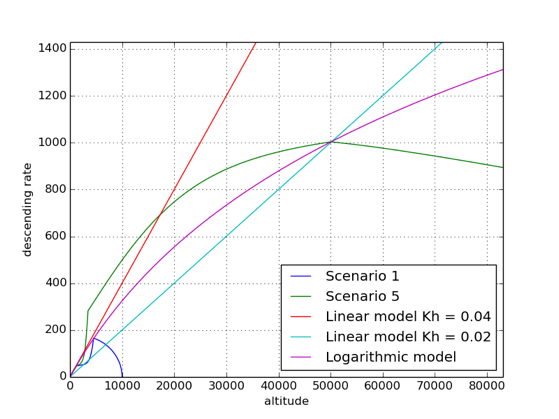 1400
1200
1000
800
600
400
200
0
descending rate
0 10000 20000 30000 40000 50000 60000 70000 80000
altitude
Scenario 1
Scenario 5
Linear model Kh = 0.04
Linear model Kh = 0.02
Logarithmic model